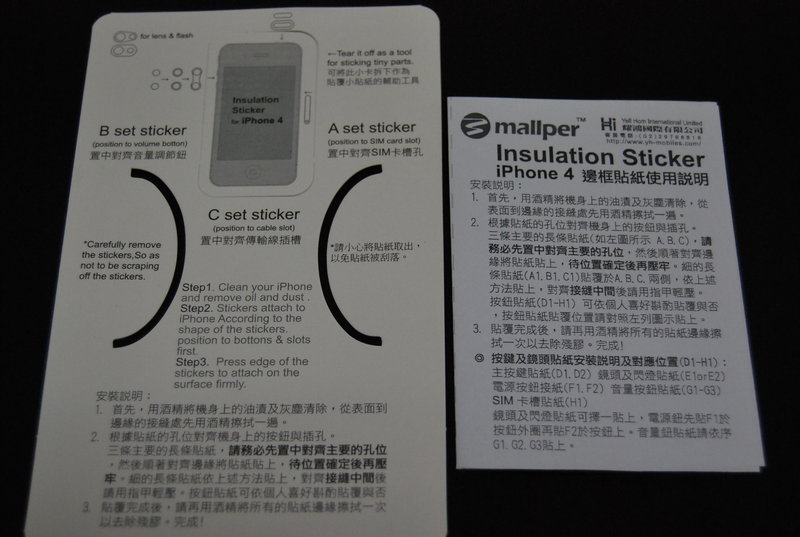 for lens & flash
←Tear it off as a tool
for sticking tiny parts.
可將此小卡拆下作為
貼覆小貼紙的輔助工具
Insulation
Sticker
for iPhone 4
B set sticker
(position to volume botton)
置中對齊音量調節鈕
A set sticker
(position to SIM card slot)
置中對齊SIM卡槽孔
C set sticker
(position to cable slot)
置中對齊傳輸線插槽
*Carefully remove
the stickers,So as
not to be scraping
off the stickers.
*請小心將貼紙取出,
以免貼紙被刮落。
Step1. Clean your iPhone
and remove oil and dust .
Step2. Stickers attach to
iPhone According to the
shape of the stickers.
position to buttons & slots
first.
Step3. Press edge of the
stickers to attach on the
surface firmly.
安裝說明:
1. 首先,用酒精將機身上的油漬及灰塵清除,從表面到
邊緣的接縫處先用酒精擦拭一遍。
2. 根據貼紙的孔位對齊機身上的按鈕與插孔。
三條主要的長條貼紙,請務必先置中對齊主要的孔位
,然後順著對齊邊緣將貼紙貼上,待位置確定後再壓
牢。細的長條貼紙依上述方法貼上,對齊接縫中間後
請用指甲輕壓。按鈕貼紙可依個人喜好斟酌貼覆與否
3. 貼覆完成後,請再用酒精將所有的貼紙邊緣擦拭一次
以去除殘膠。完成!
mallper™
Hi
Yell Horn International Limited
耀鴻國際有限公司
客服電話:(02)29768816
http://www.yh-mobiles.com/
Insulation Sticker
iPhone 4 邊框貼紙使用説明
安裝說明:
1. 首先,用酒精將機身上的油漬及灰塵清除,從
表面到邊緣的接縫處先用酒精擦拭一遍。
2. 根據貼紙的孔位對齊機身上的按鈕與插孔。
三條主要的長條貼紙(如左圖所示 A,B,C),請
務必先置中對齊主要的孔位,然後順著對齊邊
緣將貼紙貼上,待位置確定後再壓牢。細的長
條貼紙(A1,B1,C1)貼覆於A,B,C,兩側,依上述
方法貼上,對齊接縫中間後請用指甲輕壓。
按鈕貼紙(D1-H1)可依個人喜好斟酌貼覆與否
,按鈕貼紙貼覆位置請對照左列圖示貼上。
3. 貼覆完成後,請再用酒精將所有的貼紙邊緣擦
拭一次以去除殘膠。完成!
◎ 按鍵及鏡頭貼紙安裝說明及對應位置(D1-H1):
主按鍵貼紙(D1,D2) 鏡頭及閃燈貼紙(E1orE2)
電源按鈕接紙(F1,F2) 音量按鈕貼紙(G1-G3)
SIM 卡槽貼紙(H1)
鏡頭及閃燈貼紙可擇一貼上,電源鈕先貼F1於
按鈕外圈再貼F2於按鈕上。音量鈕貼紙請依序
G1,G2,G3貼上。